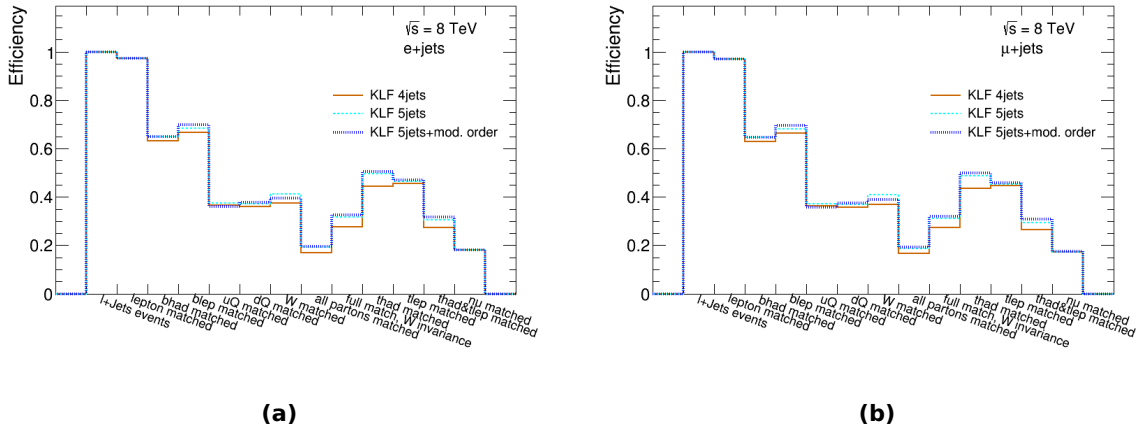 Efficiency
1
0.8
0.6
0.4
0.2
0
√s = 8 TeV
e+jets
KLF 4jets
KLF 5jets
KLF 5jets+mod. order
l+Jets events
lepton matched
bhad matched
blep matched
uQ matched
dQ matched
W matched
all partons matched
full match, W invariance
thad matched
tlep matched
thad&tlep matched
nu matched
(a)
Efficiency
1
0.8
0.6
0.4
0.2
0
√s = 8 TeV
μ+jets
KLF 4jets
KLF 5jets
KLF 5jets+mod. order
l+Jets events
lepton matched
bhad matched
blep matched
uQ matched
dQ matched
W matched
all partons matched
full match, W invariance
thad matched
tlep matched
thad&tlep matched
nu matched
(b)